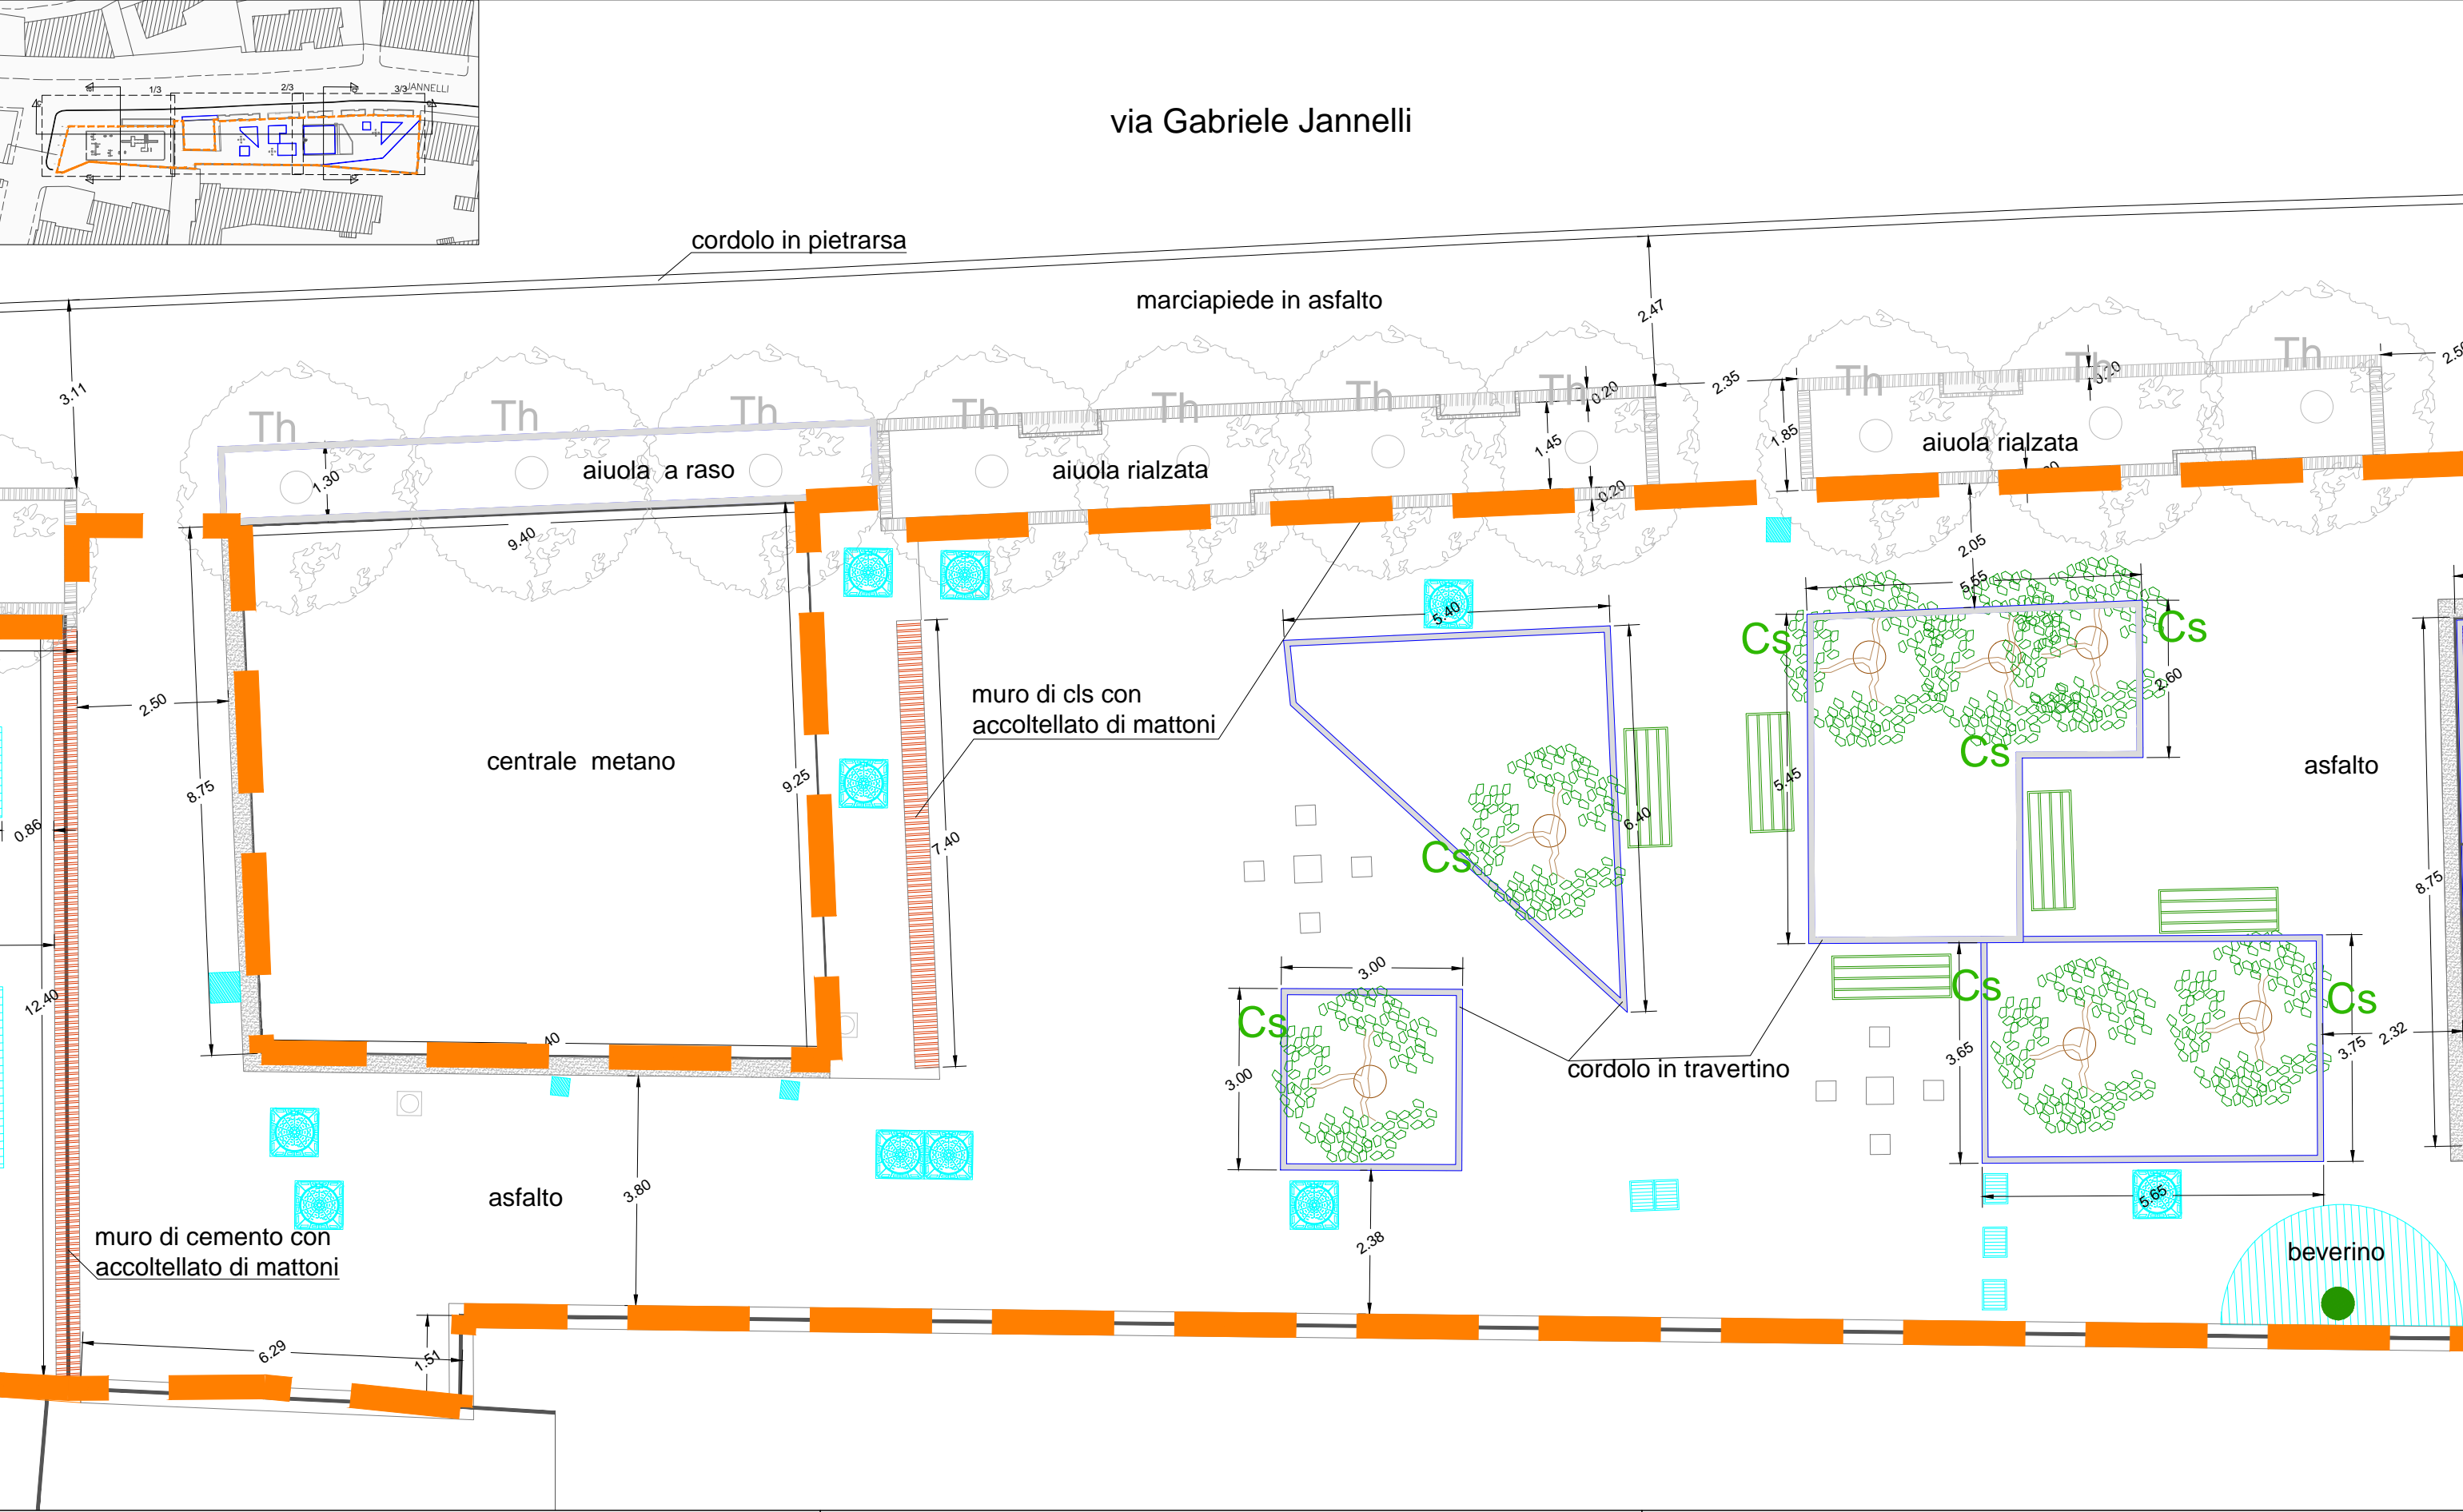 1/3
2/3
3/3
JANNELLI
via Gabriele Jannelli
cordolo in pietrarsa
marciapiede in asfalto
2.47
3.11
2.35
2.50
Th
Th
Th
Th
Th
Th
Th
Th
Th
Th
0.20
0.20
1.45
1.85
1.30
aiuola a raso
aiuola rialzata
aiuola rialzata
0.20
9.40
2.05
5.55
5.40
Cs
Cs
2.60
muro di cls con
accoltellato di mattoni
2.50
Cs
centrale metano
asfalto
8.75
9.25
5.45
0.86
7.40
6.40
Cs
8.75
3.00
Cs
Cs
Cs
12.40
40
3.00
cordolo in travertino
3.65
3.75
2.32
asfalto
3.80
5.65
2.38
muro di cemento con
accoltellato di mattoni
beverino
6.29
1.51